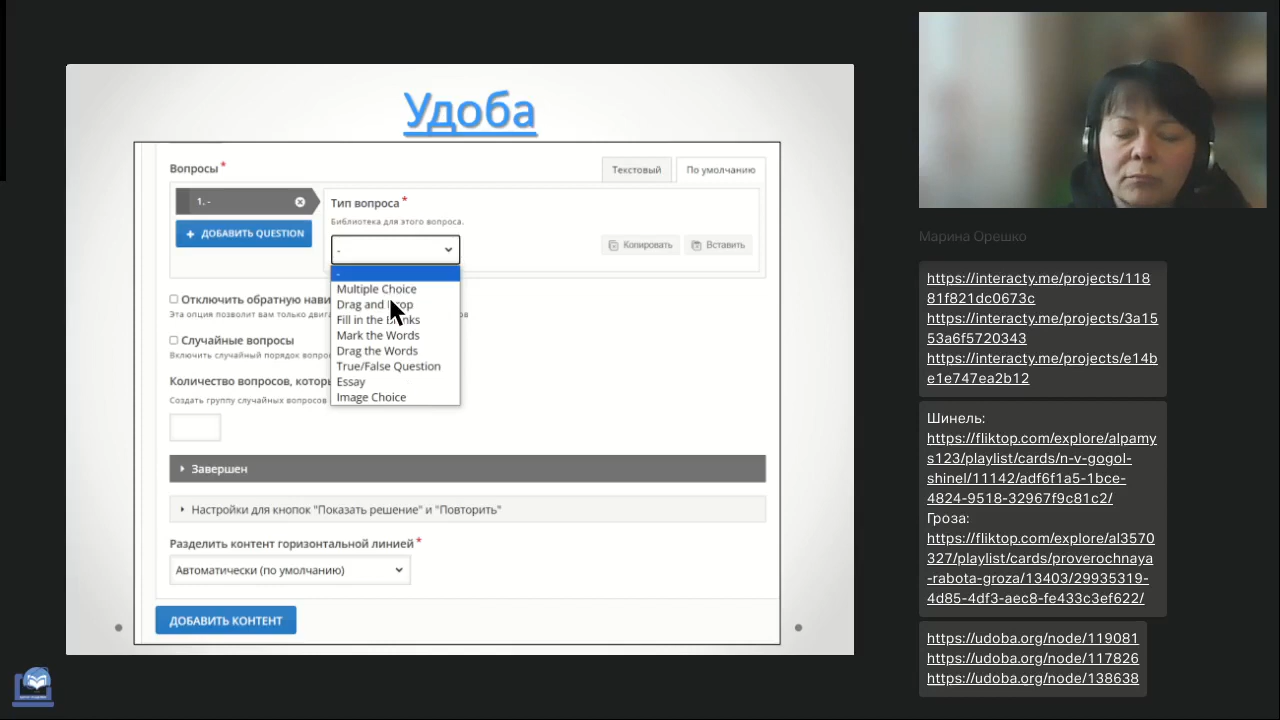 Удоба
Вопросы *
Текстовый
По умолчанию
1. -
+ ДОБАВИТЬ QUESTION
Тип вопроса *
Библиотека для этого вопроса.
-
Копировать
Вставить
-
Multiple Choice
Drag and Drop
Fill in the Blanks
Mark the Words
Drag the Words
True/False Question
Essay
Image Choice
Отключить обратную нави
Эта опция позволит вам только двига
Случайные вопросы
Включить случайный порядок вопро
Количество вопросов, котор
Создать группу случайных вопросов
Завершен
Настройки для кнопок "Показать решение" и "Повторить"
Разделить контент горизонтальной линией *
Автоматически (по умолчанию)
ДОБАВИТЬ КОНТЕНТ
Марина Орешко
https://interacty.me/projects/118
81f821dc0673c
https://interacty.me/projects/3a15
53a6f5720343
https://interacty.me/projects/e14b
e1e747ea2b12
Шинель:
https://fliktop.com/explore/alpamy
s123/playlist/cards/n-v-gogol-
shinel/11142/adf6f1a5-1bce-
4824-9518-32967f9c81c2/
Гроза:
https://fliktop.com/explore/al3570
327/playlist/cards/proverochnaya
-rabota-groza/13403/29935319-
4d85-4df3-aec8-fe433c3ef622/
https://udoba.org/node/119081
https://udoba.org/node/117826
https://udoba.org/node/138638